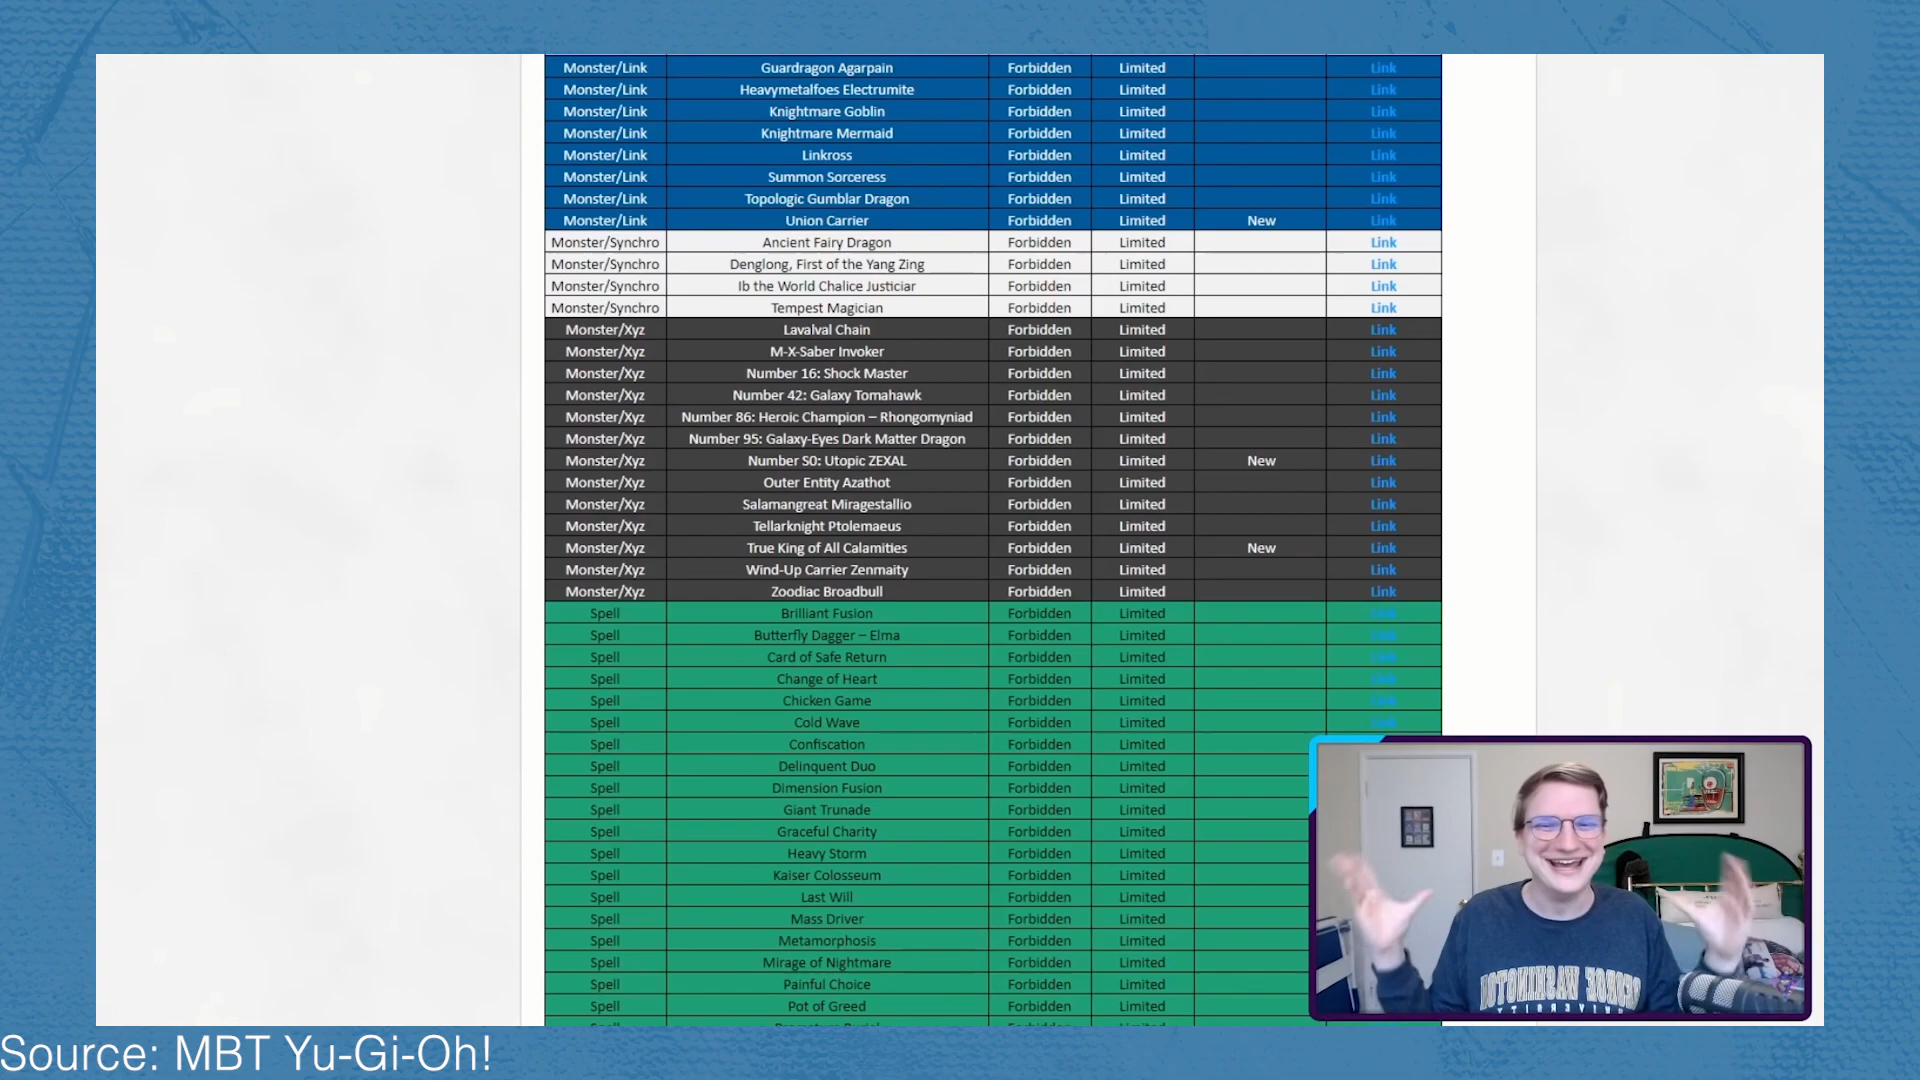 Monster/Link Guardragon Agarpain Forbidden Limited Link
Monster/Link Heavymetalfoes Electrumite Forbidden Limited Link
Monster/Link Knightmare Goblin Forbidden Limited Link
Monster/Link Knightmare Mermaid Forbidden Limited Link
Monster/Link Linkross Forbidden Limited Link
Monster/Link Summon Sorceress Forbidden Limited Link
Monster/Link Topologic Gumblar Dragon Forbidden Limited Link
Monster/Link Union Carrier Forbidden Limited New Link
Monster/Synchro Ancient Fairy Dragon Forbidden Limited Link
Monster/Synchro Denglong, First of the Yang Zing Forbidden Limited Link
Monster/Synchro Ib the World Chalice Justiciar Forbidden Limited Link
Monster/Synchro Tempest Magician Forbidden Limited Link
Monster/Xyz Lavalval Chain Forbidden Limited Link
Monster/Xyz M-X-Saber Invoker Forbidden Limited Link
Monster/Xyz Number 16: Shock Master Forbidden Limited Link
Monster/Xyz Number 42: Galaxy Tomahawk Forbidden Limited Link
Monster/Xyz Number 86: Heroic Champion – Rhongomyniad Forbidden Limited Link
Monster/Xyz Number 95: Galaxy-Eyes Dark Matter Dragon Forbidden Limited Link
Monster/Xyz Number S0: Utopic ZEXAL Forbidden Limited New Link
Monster/Xyz Outer Entity Azathot Forbidden Limited Link
Monster/Xyz Salamangreat Miragestallio Forbidden Limited Link
Monster/Xyz Tellarknight Ptolemaeus Forbidden Limited Link
Monster/Xyz True King of All Calamities Forbidden Limited New Link
Monster/Xyz Wind-Up Carrier Zenmaity Forbidden Limited Link
Monster/Xyz Zoodiac Broadbull Forbidden Limited Link
Spell Brilliant Fusion Forbidden Limited Link
Spell Butterfly Dagger – Elma Forbidden Limited Link
Spell Card of Safe Return Forbidden Limited Link
Spell Change of Heart Forbidden Limited Link
Spell Chicken Game Forbidden Limited Link
Spell Cold Wave Forbidden Limited Link
Spell Confiscation Forbidden Limited
Spell Delinquent Duo Forbidden Limited
Spell Dimension Fusion Forbidden Limited
Spell Giant Trunade Forbidden Limited
Spell Graceful Charity Forbidden Limited
Spell Heavy Storm Forbidden Limited
Spell Kaiser Colosseum Forbidden Limited
Spell Last Will Forbidden Limited
Spell Mass Driver Forbidden Limited
Spell Metamorphosis Forbidden Limited
Spell Mirage of Nightmare Forbidden Limited
Spell Painful Choice Forbidden Limited
Spell Pot of Greed Forbidden Limited
GEORGE WASHINGTON
UNIVERSITY
Source: MBT Yu-Gi-Oh!